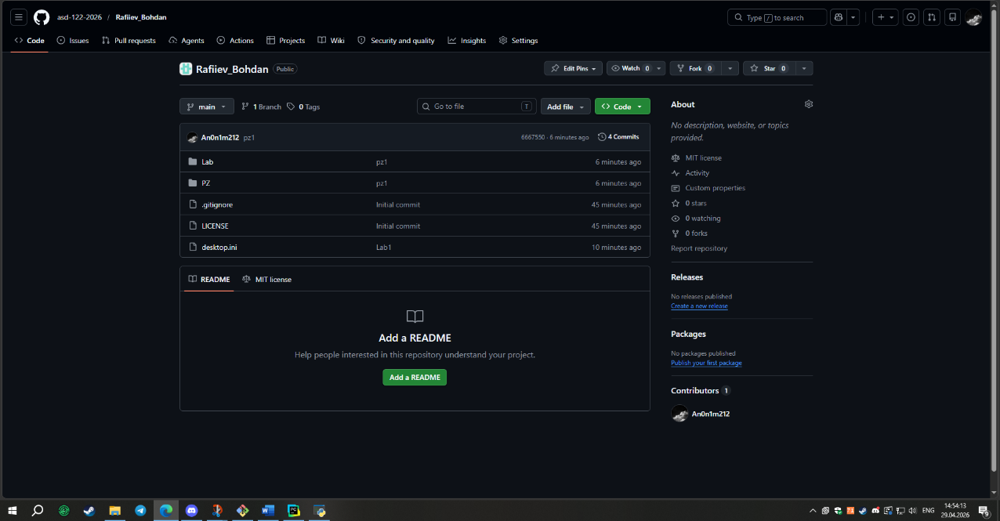 asd-122-2026 / Rafiiev_Bohdan
Type / to search
Code Issues Pull requests Agents Actions Projects Wiki Security and quality Insights Settings
Rafiiev_Bohdan Public
Edit Pins Watch 0 Fork 0 Star 0
main 1 Branch 0 Tags
Go to file T
Add file Code
An0n1m212 pz1 6667550 · 6 minutes ago 4 Commits
Lab pz1 6 minutes ago
PZ pz1 6 minutes ago
.gitignore Initial commit 45 minutes ago
LICENSE Initial commit 45 minutes ago
desktop.ini Lab1 10 minutes ago
README MIT license
Add a README
Help people interested in this repository understand your project.
Add a README
About
No description, website, or topics
provided.
MIT license
Activity
Custom properties
0 stars
0 watching
0 forks
Report repository
Releases
No releases published
Create a new release
Packages
No packages published
Publish your first package
Contributors 1
An0n1m212
ENG
14:54:13
29.04.2026